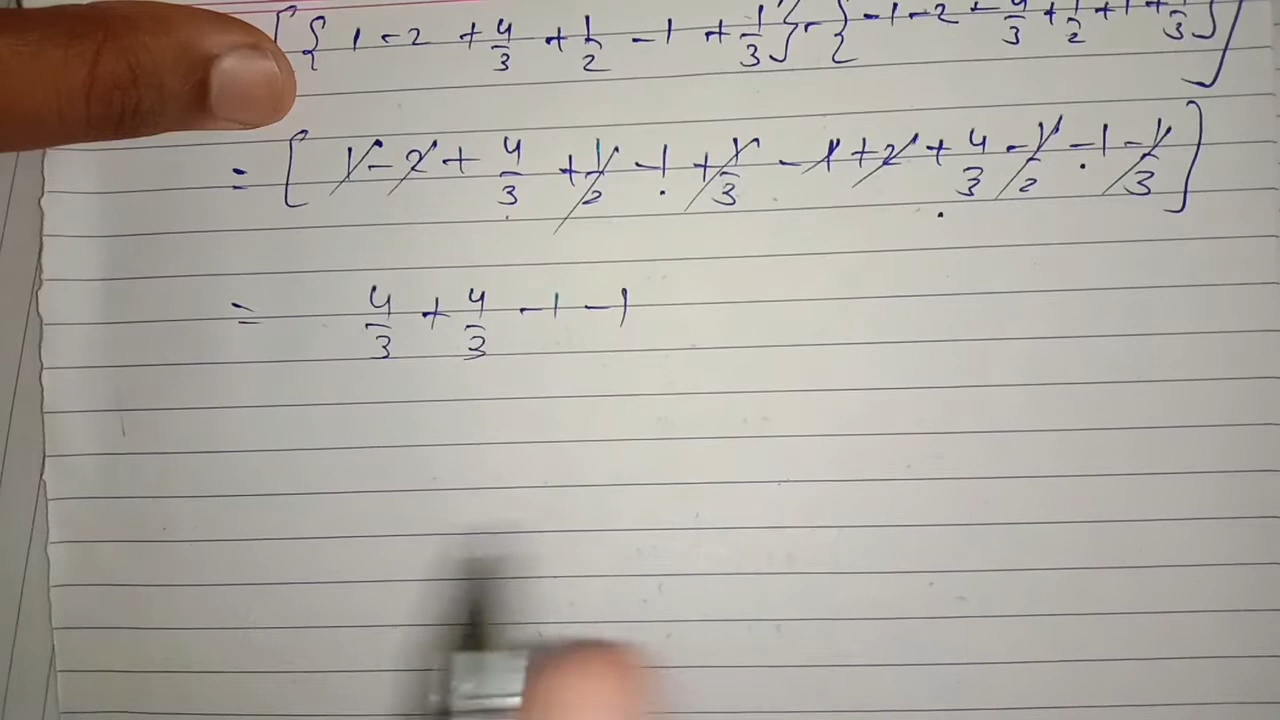 [{1 - 2 + 4/3 + 1/2 - 1 + 1/3} - {-1 - 2 - 4/3 + 1/2 + 1 + 1/3}]
= [1 - 2 + 4/3 + 1/2 - 1 + 1/3 - 1 + 2 + 4/3 - 1/2 - 1 - 1/3]
= 4/3 + 4/3 - 1 - 1